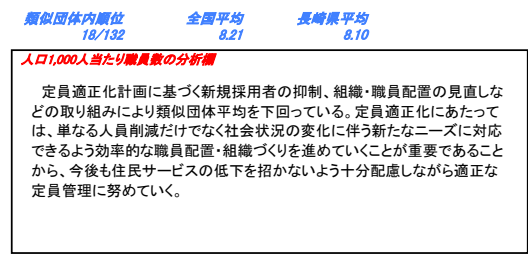 類似団体内順位 全国平均 長崎県平均
18/132 8.21 8.10
人口1,000人当たり職員数の分析欄
定員適正化計画に基づく新規採用者の抑制、組織・職員配置の見直しな
どの取り組みにより類似団体平均を下回っている。定員適正化にあたって
は、単なる人員削減だけでなく社会状況の変化に伴う新たなニーズに対応
できるよう効率的な職員配置・組織づくりを進めていくことが重要であること
から、今後も住民サービスの低下を招かないよう十分配慮しながら適正な
定員管理に努めていく。